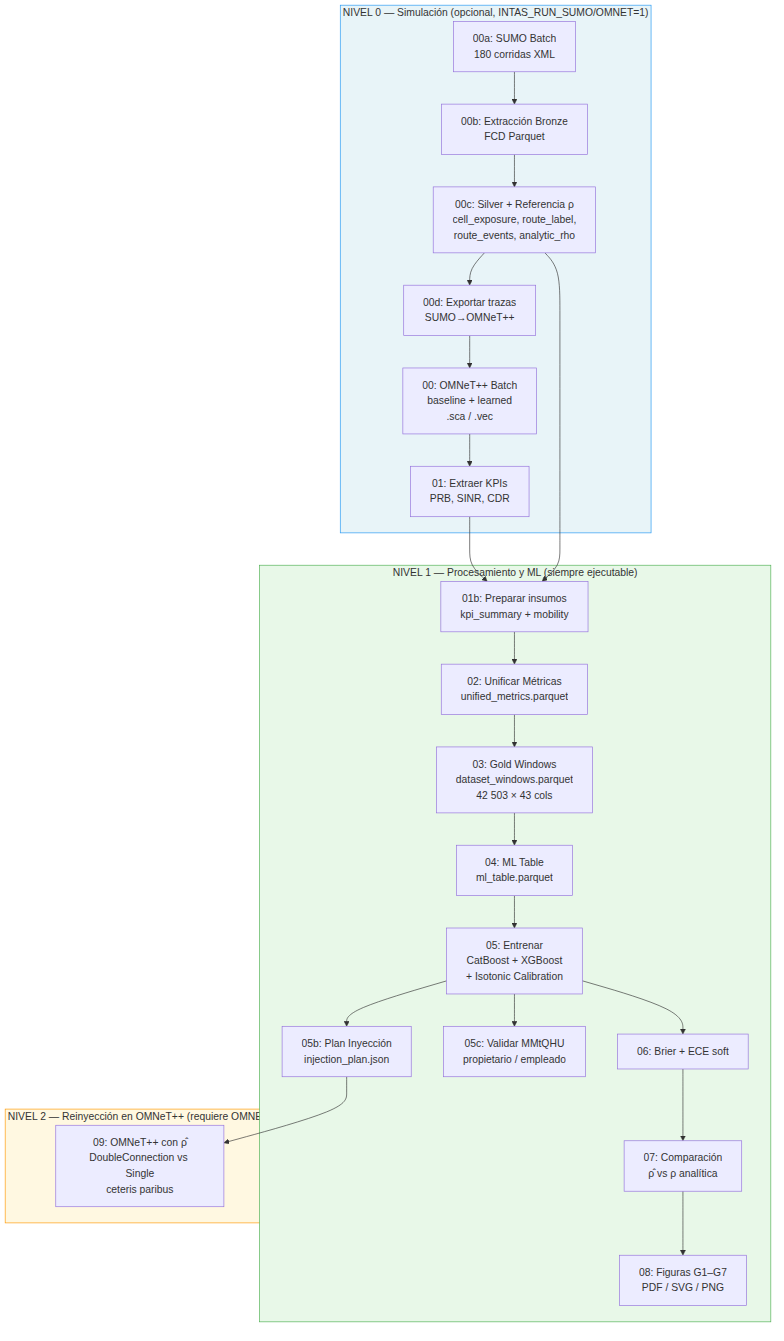 NIVEL 0 — Simulación (opcional, INTAS_RUN_SUMO/OMNET=1)
00a: SUMO Batch
180 corridas XML
00b: Extracción Bronze
FCD Parquet
00c: Silver + Referencia ρ
cell_exposure, route_label,
route_events, analytic_rho
00d: Exportar trazas
SUMO→OMNeT++
00: OMNeT++ Batch
baseline + learned
.sca / .vec
01: Extraer KPIs
PRB, SINR, CDR
NIVEL 1 — Procesamiento y ML (siempre ejecutable)
01b: Preparar insumos
kpi_summary + mobility
02: Unificar Métricas
unified_metrics.parquet
03: Gold Windows
dataset_windows.parquet
42 503 × 43 cols
04: ML Table
ml_table.parquet
05: Entrenar
CatBoost + XGBoost
+ Isotonic Calibration
05b: Plan Inyección
injection_plan.json
05c: Validar MMtQHU
propietario / empleado
06: Brier + ECE soft
NIVEL 2 — Reinyección en OMNeT++ (requiere OMNE
09: OMNeT++ con ρ̂
DoubleConnection vs
Single
ceteris paribus
07: Comparación
ρ̂ vs ρ analítica
08: Figuras G1–G7
PDF / SVG / PNG